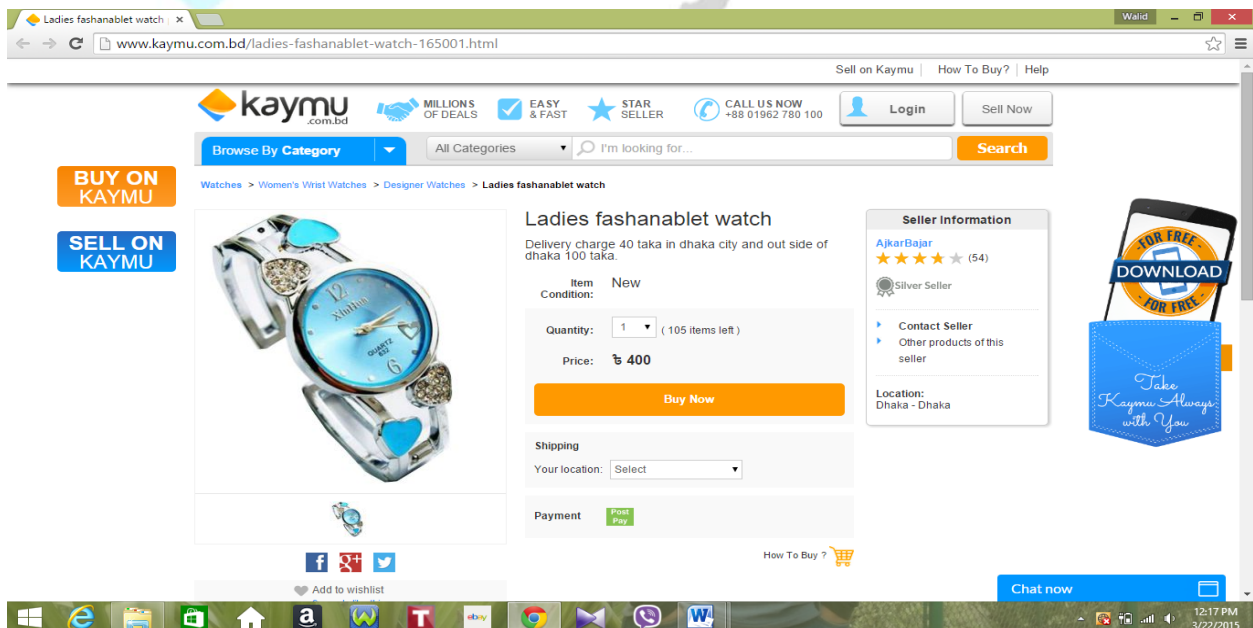 Ladies fashanablet watch
Walid
www.kaymu.com.bd/ladies-fashanablet-watch-165001.html
Sell on Kaymu | How To Buy? | Help
kaymu
.com.bd
MILLIONS
OF DEALS
EASY
& FAST
STAR
SELLER
CALL US NOW
+88 01962 780 100
Login
Sell Now
Browse By Category
All Categories
I'm looking for...
Search
BUY ON
KAYMU
SELL ON
KAYMU
Watches > Women's Wrist Watches > Designer Watches > Ladies fashanablet watch
12
XInHua
QUARTZ
632
6
Ladies fashanablet watch
Delivery charge 40 taka in dhaka city and out side of
dhaka 100 taka.
Item
Condition:
New
Quantity: 1 ( 105 items left )
Price: ৳ 400
Buy Now
Shipping
Your location: Select
Payment
Post
Pay
How To Buy ?
Seller Information
AjkarBajar
(54)
Silver Seller
Contact Seller
Other products of this
seller
Location:
Dhaka - Dhaka
FOR FREE
DOWNLOAD
FOR FREE
Take
Kaymu Always
with You
Add to wishlist
Chat now
ebay
12:17 PM
3/22/2015